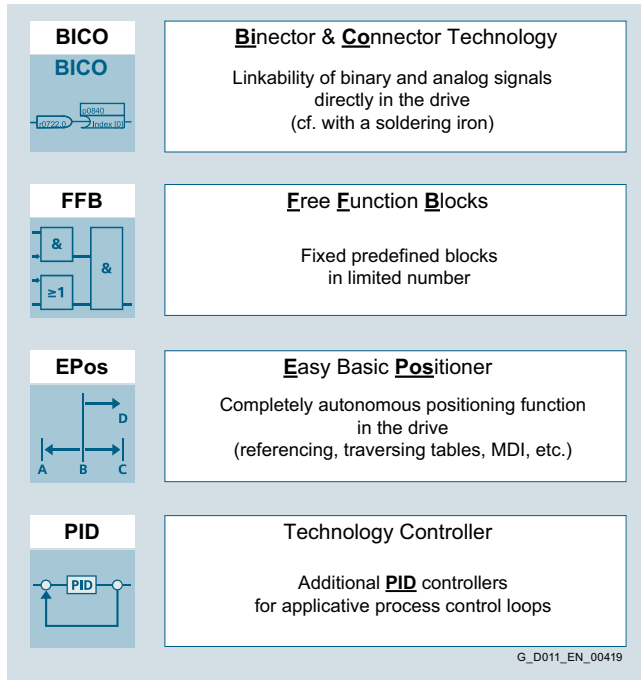 BICO
Binector & Connector Technology
BICO
Linkability of binary and analog signals
directly in the drive
(cf. with a soldering iron)
p0840
r0722.0
Index [0]
FFB
Free Function Blocks
&
&
≥1
Fixed predefined blocks
in limited number
EPos
Easy Basic Positioner
Completely autonomous positioning function
in the drive
(referencing, traversing tables, MDI, etc.)
D
A B C
PID
Technology Controller
PID
Additional PID controllers
for applicative process control loops
G_D011_EN_00419